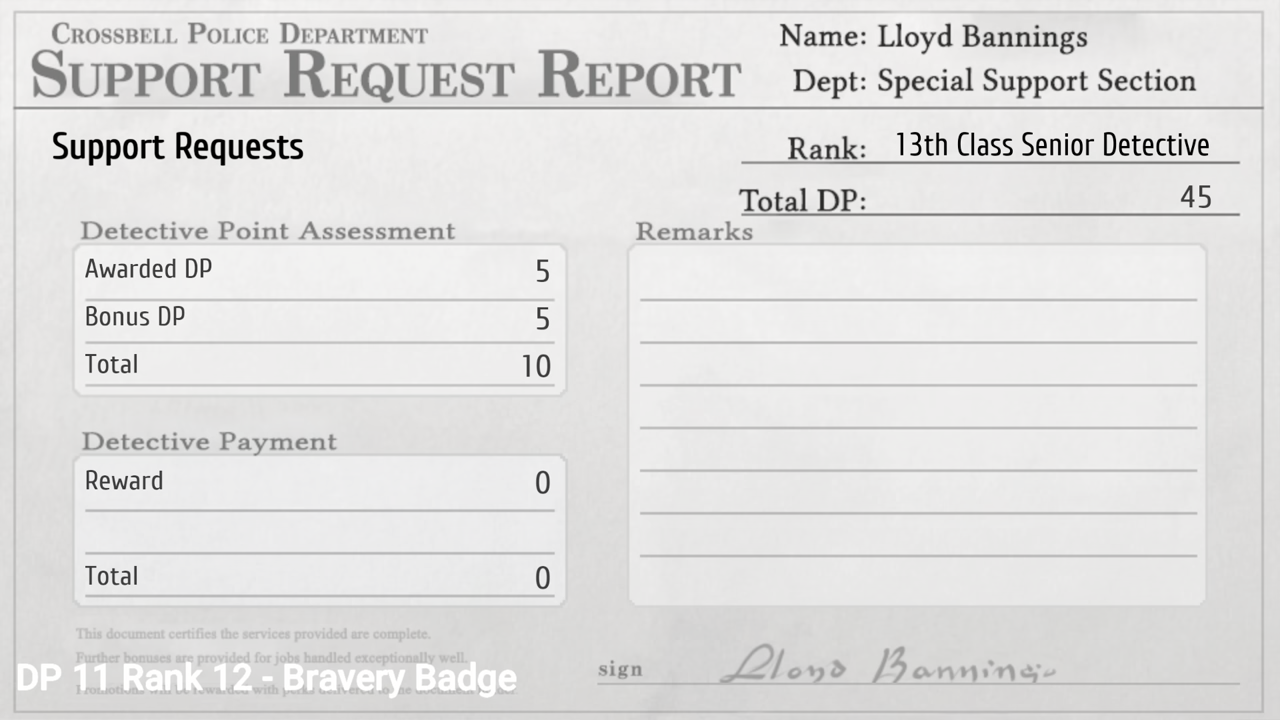 CROSSBELL POLICE DEPARTMENT
SUPPORT REQUEST REPORT
Name: Lloyd Bannings
Dept: Special Support Section
Support Requests
Rank: 13th Class Senior Detective
Total DP: 45
Detective Point Assessment
Awarded DP 5
Bonus DP 5
Total 10
Remarks
Detective Payment
Reward 0
Total 0
This document certifies the services provided are complete.
Further bonuses are provided for jobs handled exceptionally well.
DP 11 Rank 12 - Bravery Badge
sign Lloyd Bannings